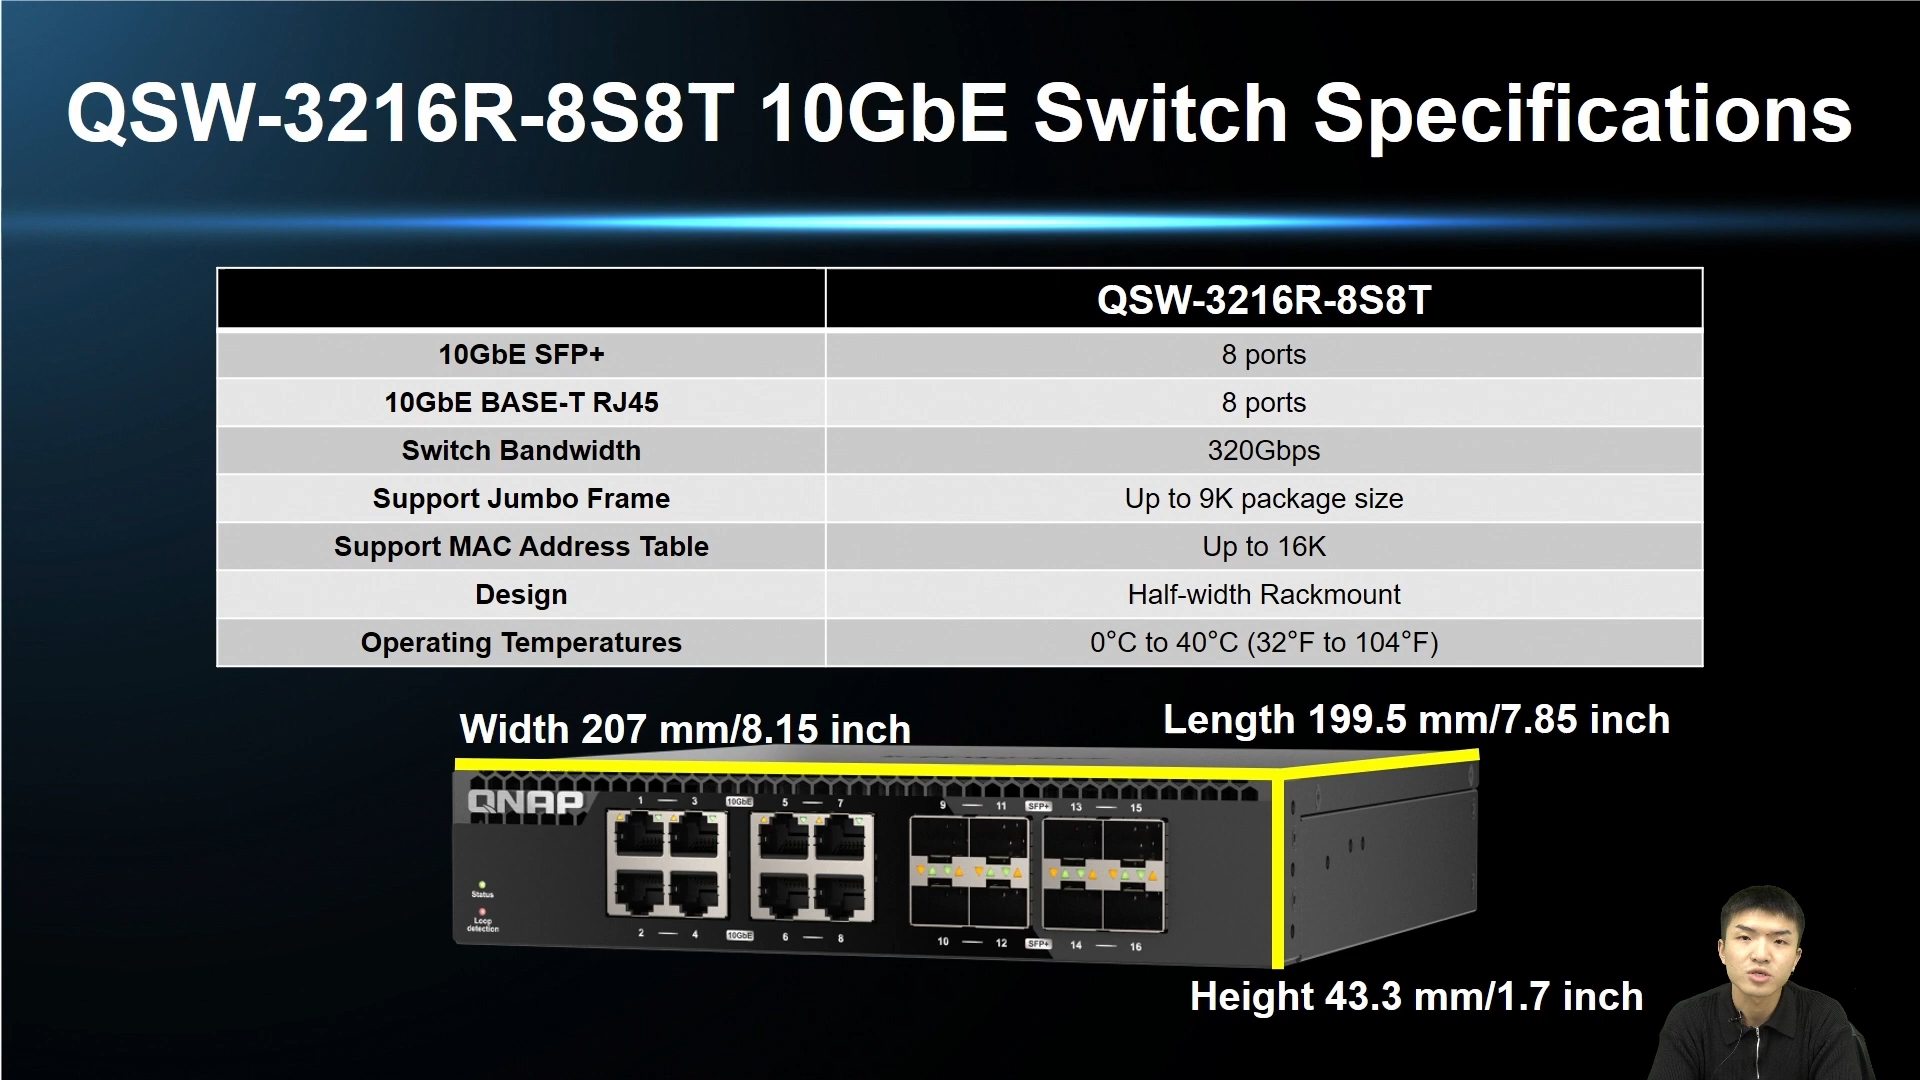 QSW-3216R-8S8T 10GbE Switch Specifications
QSW-3216R-8S8T
10GbE SFP+ 8 ports
10GbE BASE-T RJ45 8 ports
Switch Bandwidth 320Gbps
Support Jumbo Frame Up to 9K package size
Support MAC Address Table Up to 16K
Design Half-width Rackmount
Operating Temperatures 0°C to 40°C (32°F to 104°F)
Width 207 mm/8.15 inch
Length 199.5 mm/7.85 inch
QNAP
1 3 10GbE 5 7 9 11 SFP+ 13 15
Status
Loop
detection
2 4 10GbE 6 8 10 12 SFP+ 14 16
Height 43.3 mm/1.7 inch